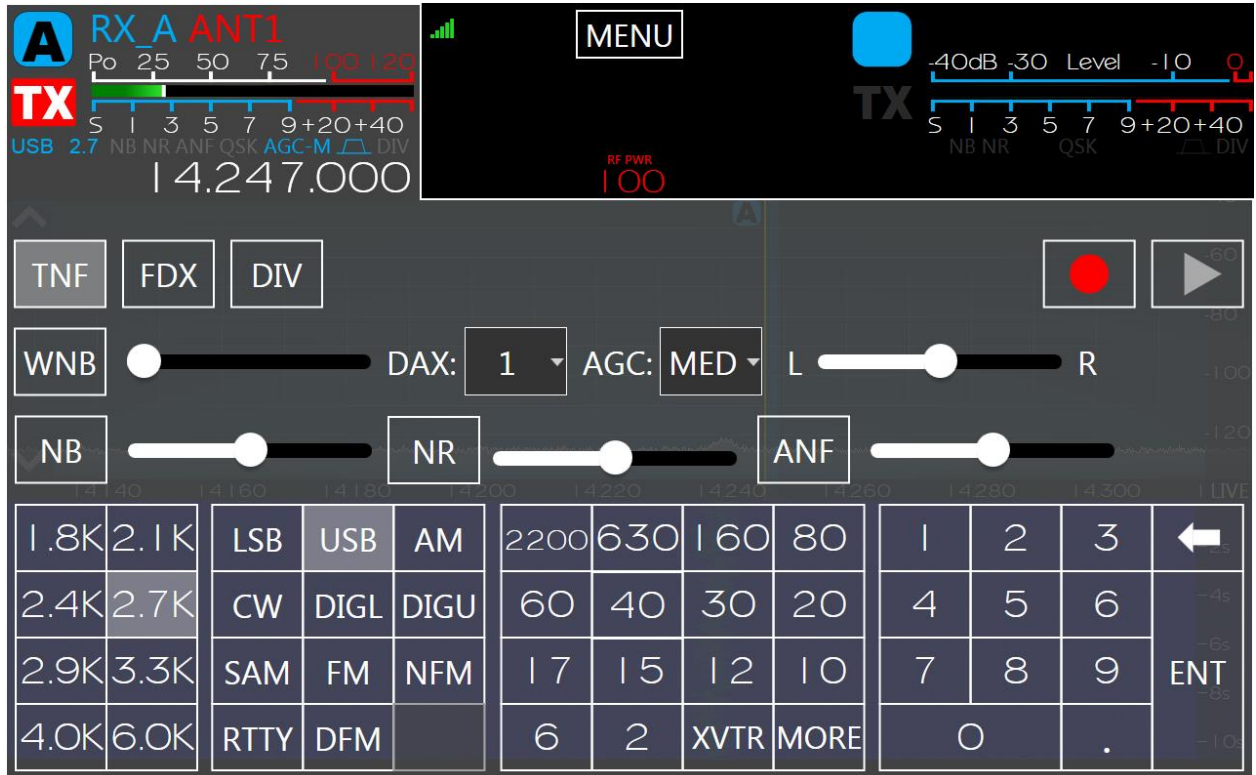 A RX_A ANT1
MENU
Po 25 50 75 100 120
-40dB -30 Level -10 0
TX
TX
S 1 3 5 7 9+20+40
S 1 3 5 7 9+20+40
USB 2.7 NB NR ANF QSK AGC-M DIV
NB NR QSK DIV
14.247.000
RF PWR
100
A
TNF FDX DIV
-60
-80
WNB DAX: 1 AGC: MED L R
-100
NB NR ANF
-120
14140 14160 14180 14200 14220 14240 14260 14280 14300 LIVE
1.8K 2.1K LSB USB AM 2200 630 160 80 1 2 3
-2s
2.4K 2.7K CW DIGL DIGU 60 40 30 20 4 5 6
-4s
-6s
2.9K 3.3K SAM FM NFM 17 15 12 10 7 8 9 ENT
-8s
4.0K 6.0K RTTY DFM 6 2 XVTR MORE 0 .
-10s